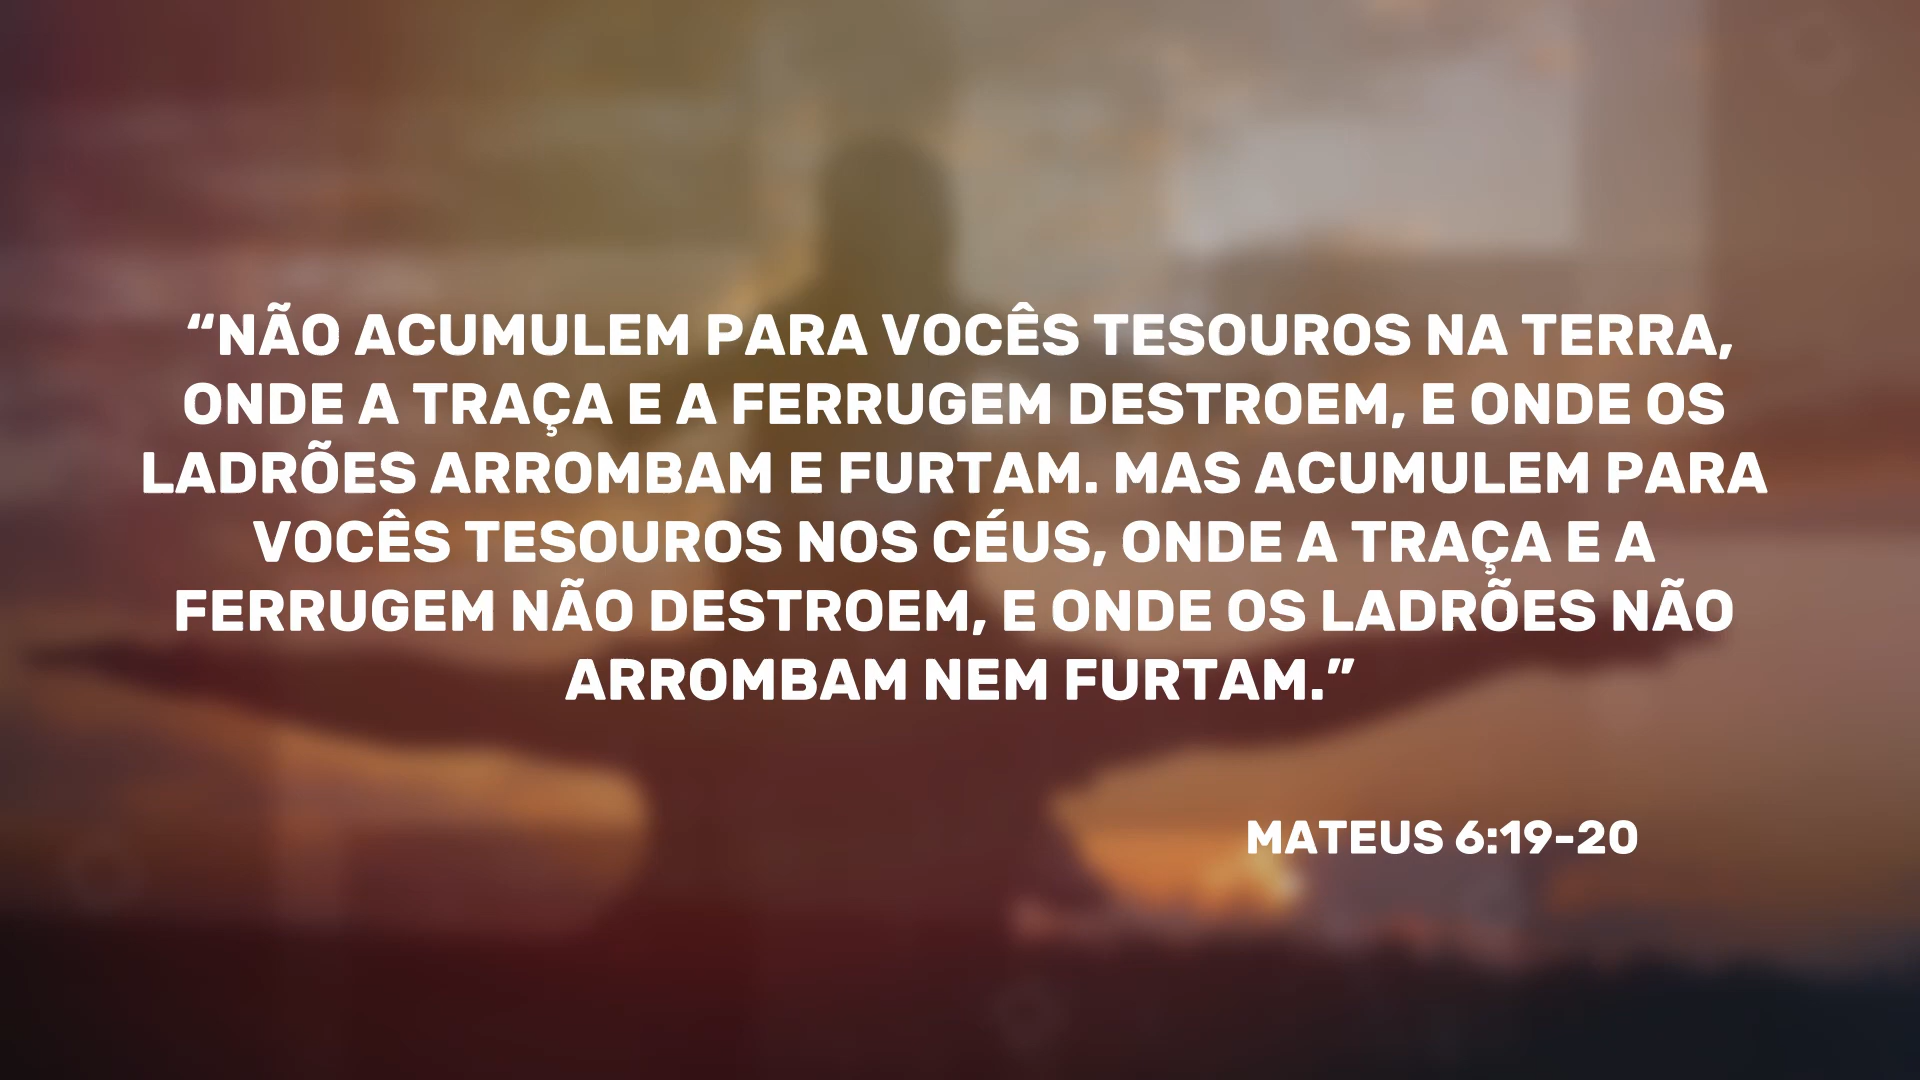 “NÃO ACUMULEM PARA VOCÊS TESOUROS NA TERRA,
ONDE A TRAÇA E A FERRUGEM DESTROEM, E ONDE OS
LADRÕES ARROMBAM E FURTAM. MAS ACUMULEM PARA
VOCÊS TESOUROS NOS CÉUS, ONDE A TRAÇA E A
FERRUGEM NÃO DESTROEM, E ONDE OS LADRÕES NÃO
ARROMBAM NEM FURTAM.”
MATEUS 6:19-20